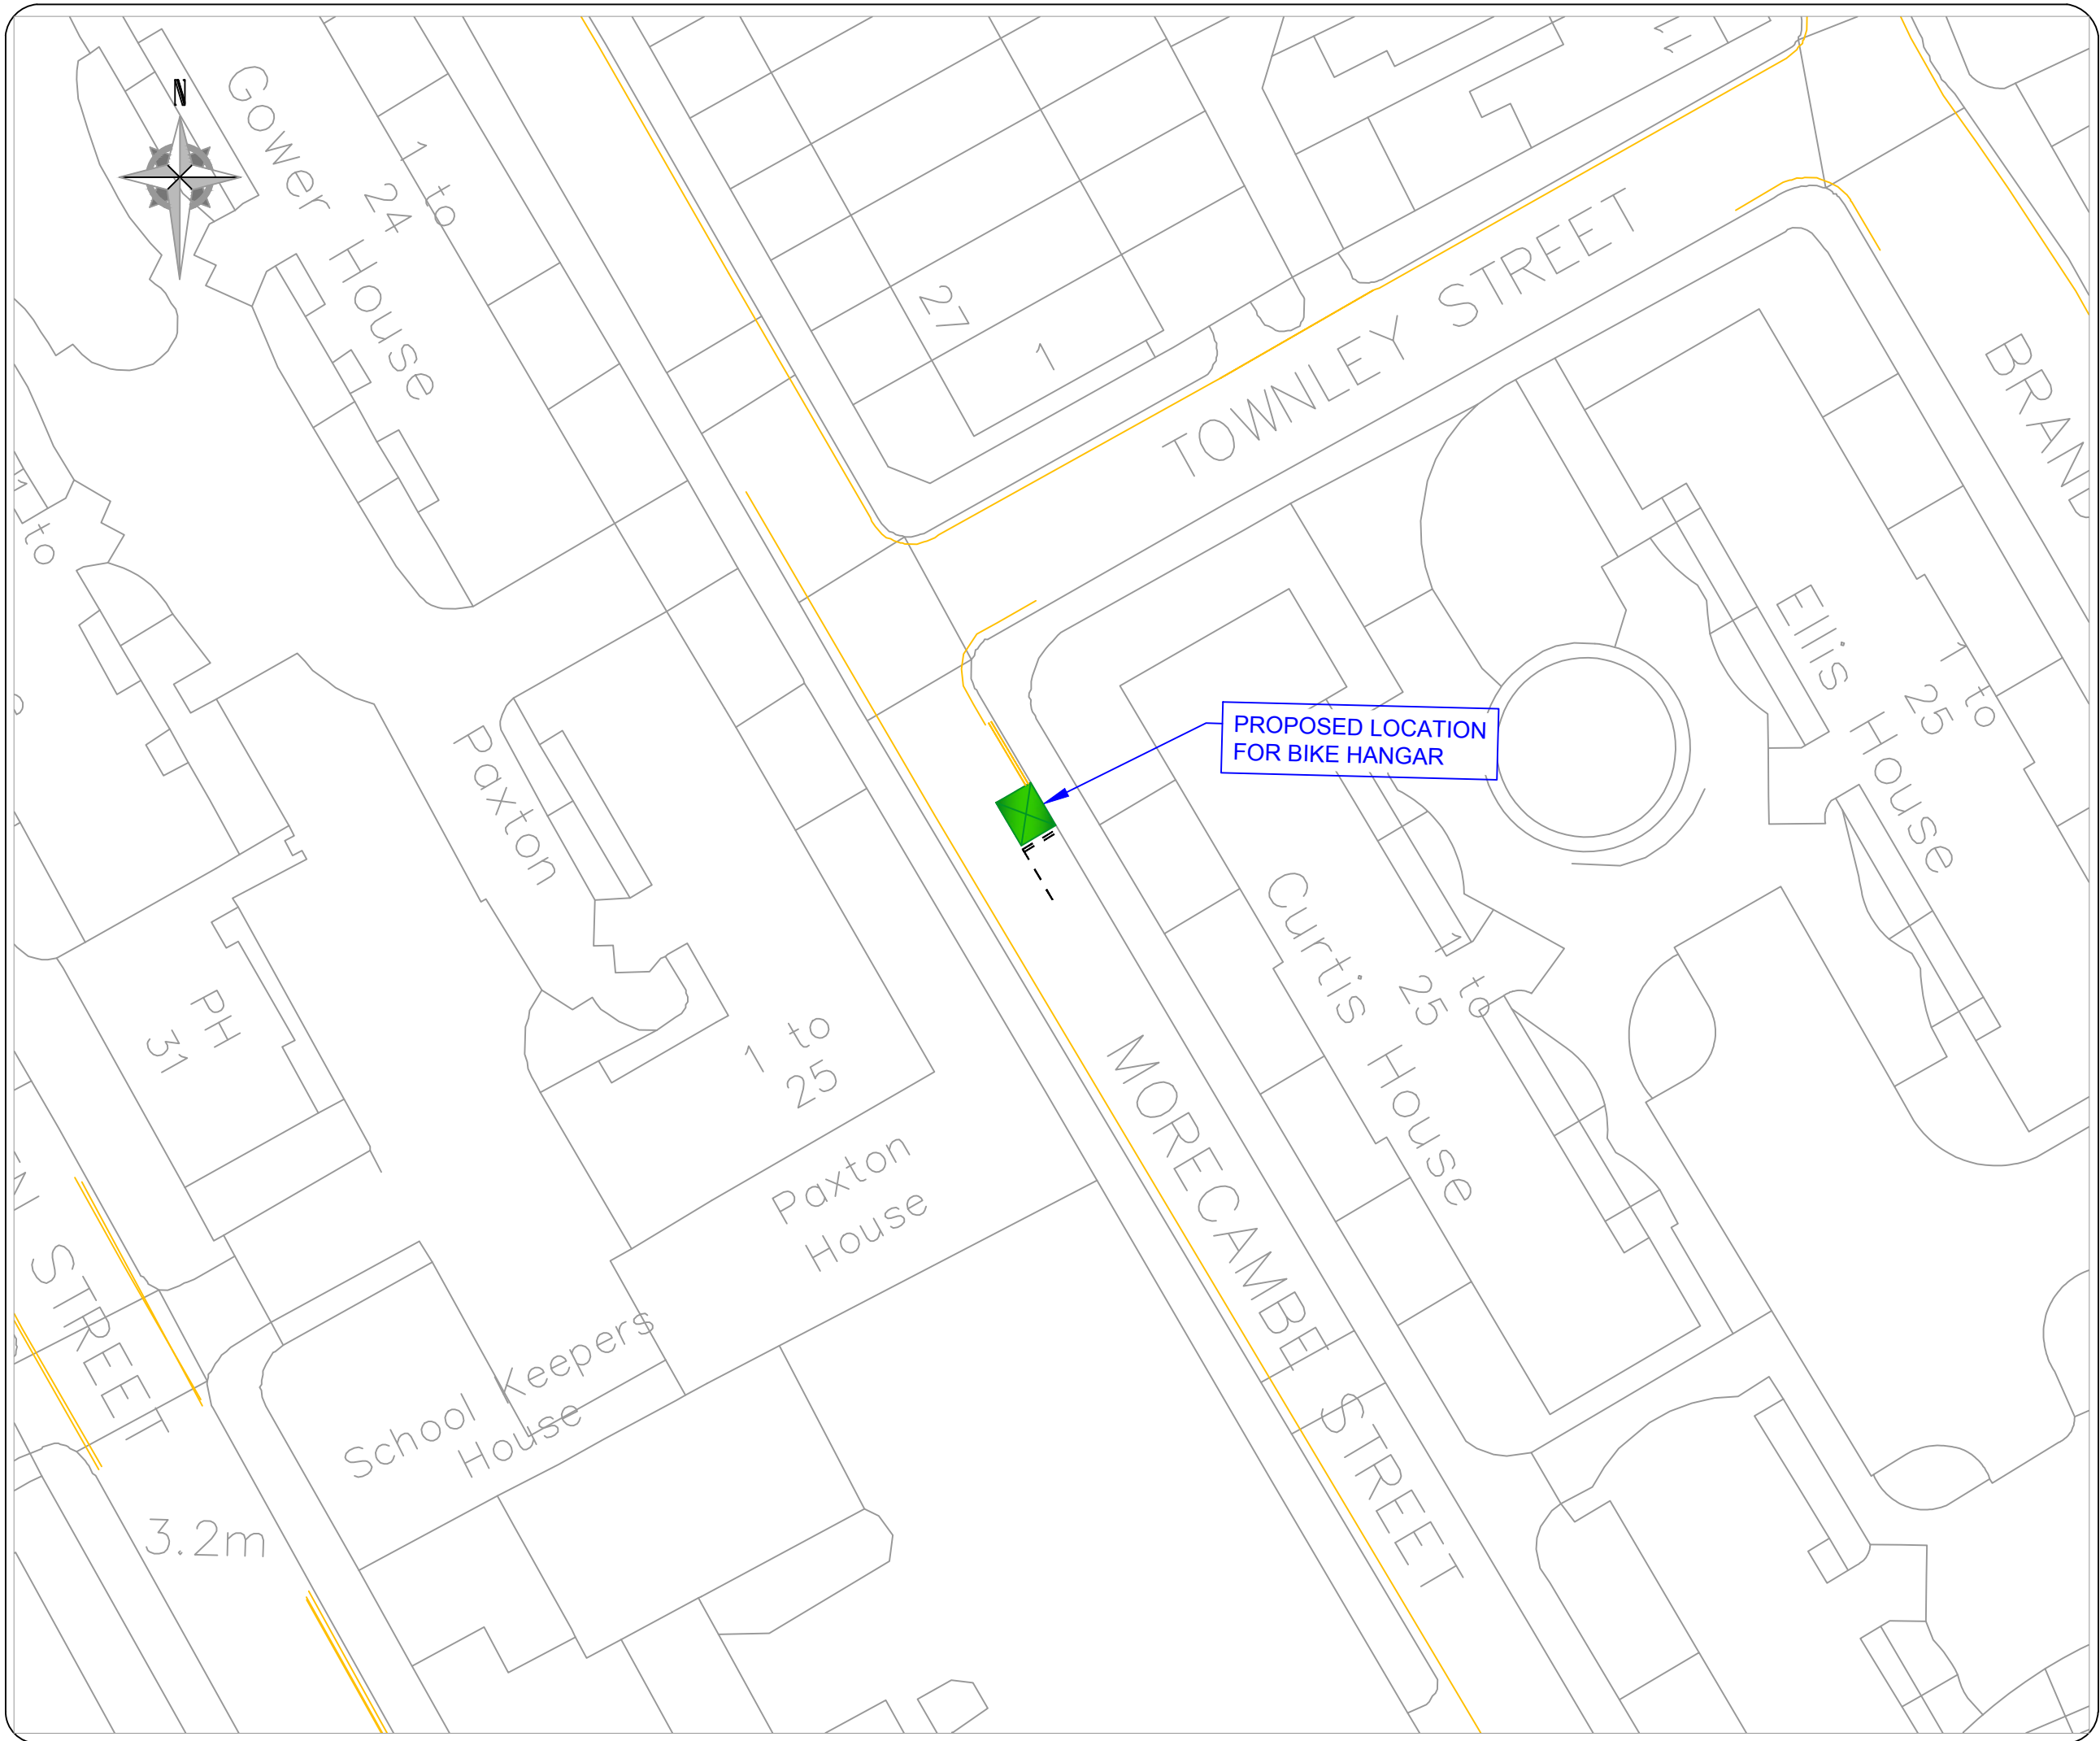 N
Gower House
1 to
24
27
1
TOWNLEY STREET
BRAND
to
Ellis House
1 to
25
PROPOSED LOCATION
FOR BIKE HANGAR
Paxton
Curtis House
1 to
25
PH
31
1 to
25
Paxton
House
MORECAMBE STREET
STREET
School Keepers
House
3.2m